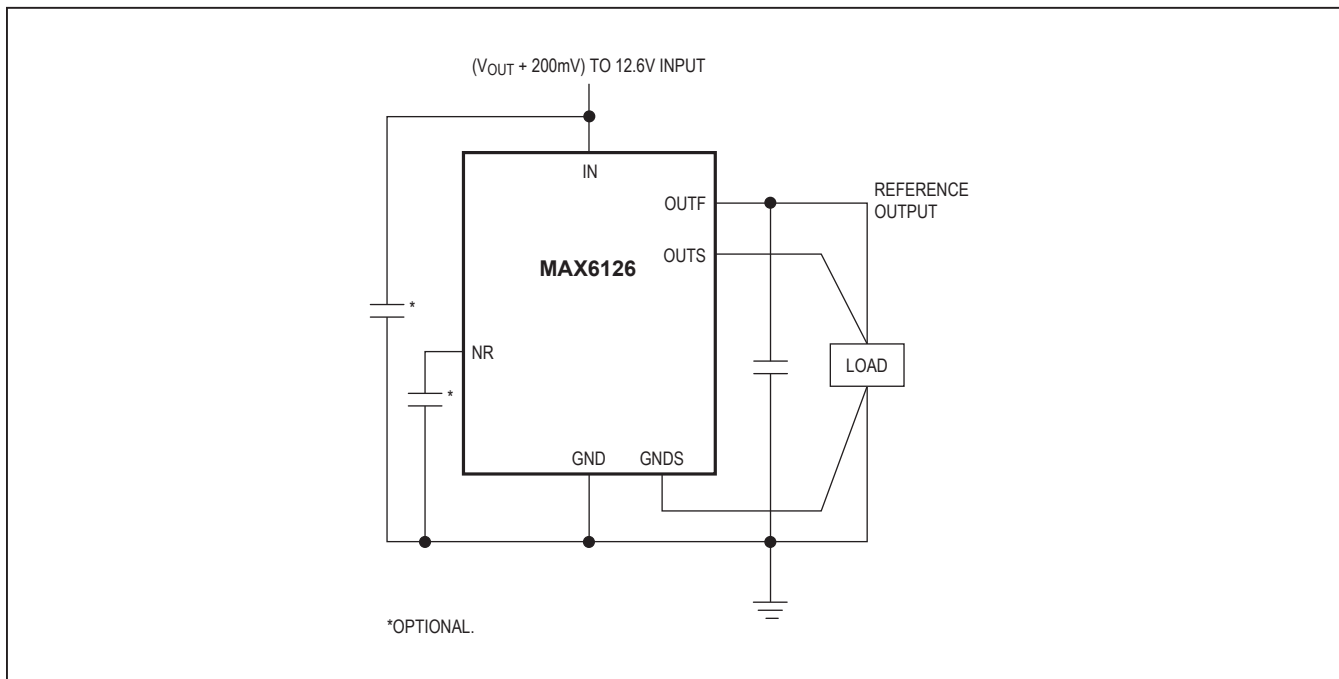 (VOUT + 200mV) TO 12.6V INPUT
IN
OUTF
REFERENCE
OUTPUT
OUTS
MAX6126
*
NR
*
LOAD
GND
GNDS
*OPTIONAL.